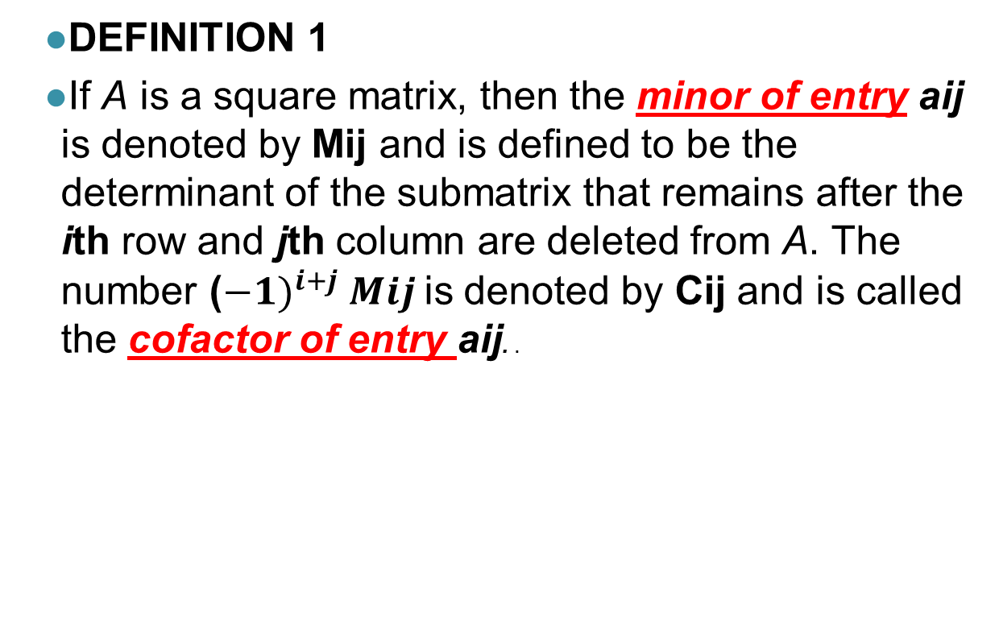 •DEFINITION 1
•If A is a square matrix, then the minor of entry aij
is denoted by Mij and is defined to be the
determinant of the submatrix that remains after the
ith row and jth column are deleted from A. The
number (−1)^{i+j} Mij is denoted by Cij and is called
the cofactor of entry aij. .